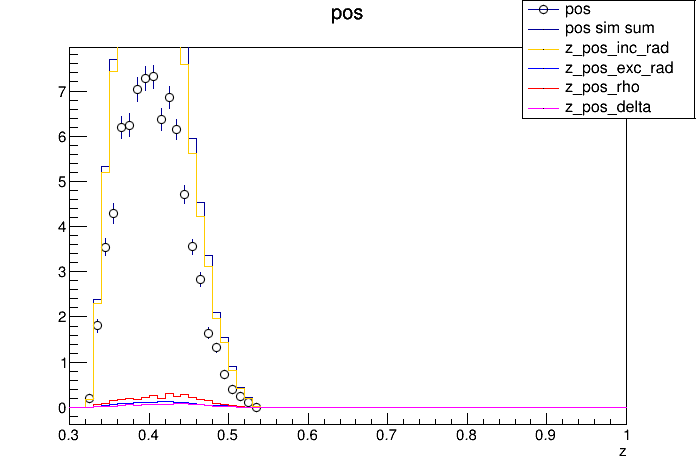 pos
pos
pos sim sum
z_pos_inc_rad
z_pos_exc_rad
z_pos_rho
z_pos_delta
7
6
5
4
3
2
1
0
0.3 0.4 0.5 0.6 0.7 0.8 0.9 1
z